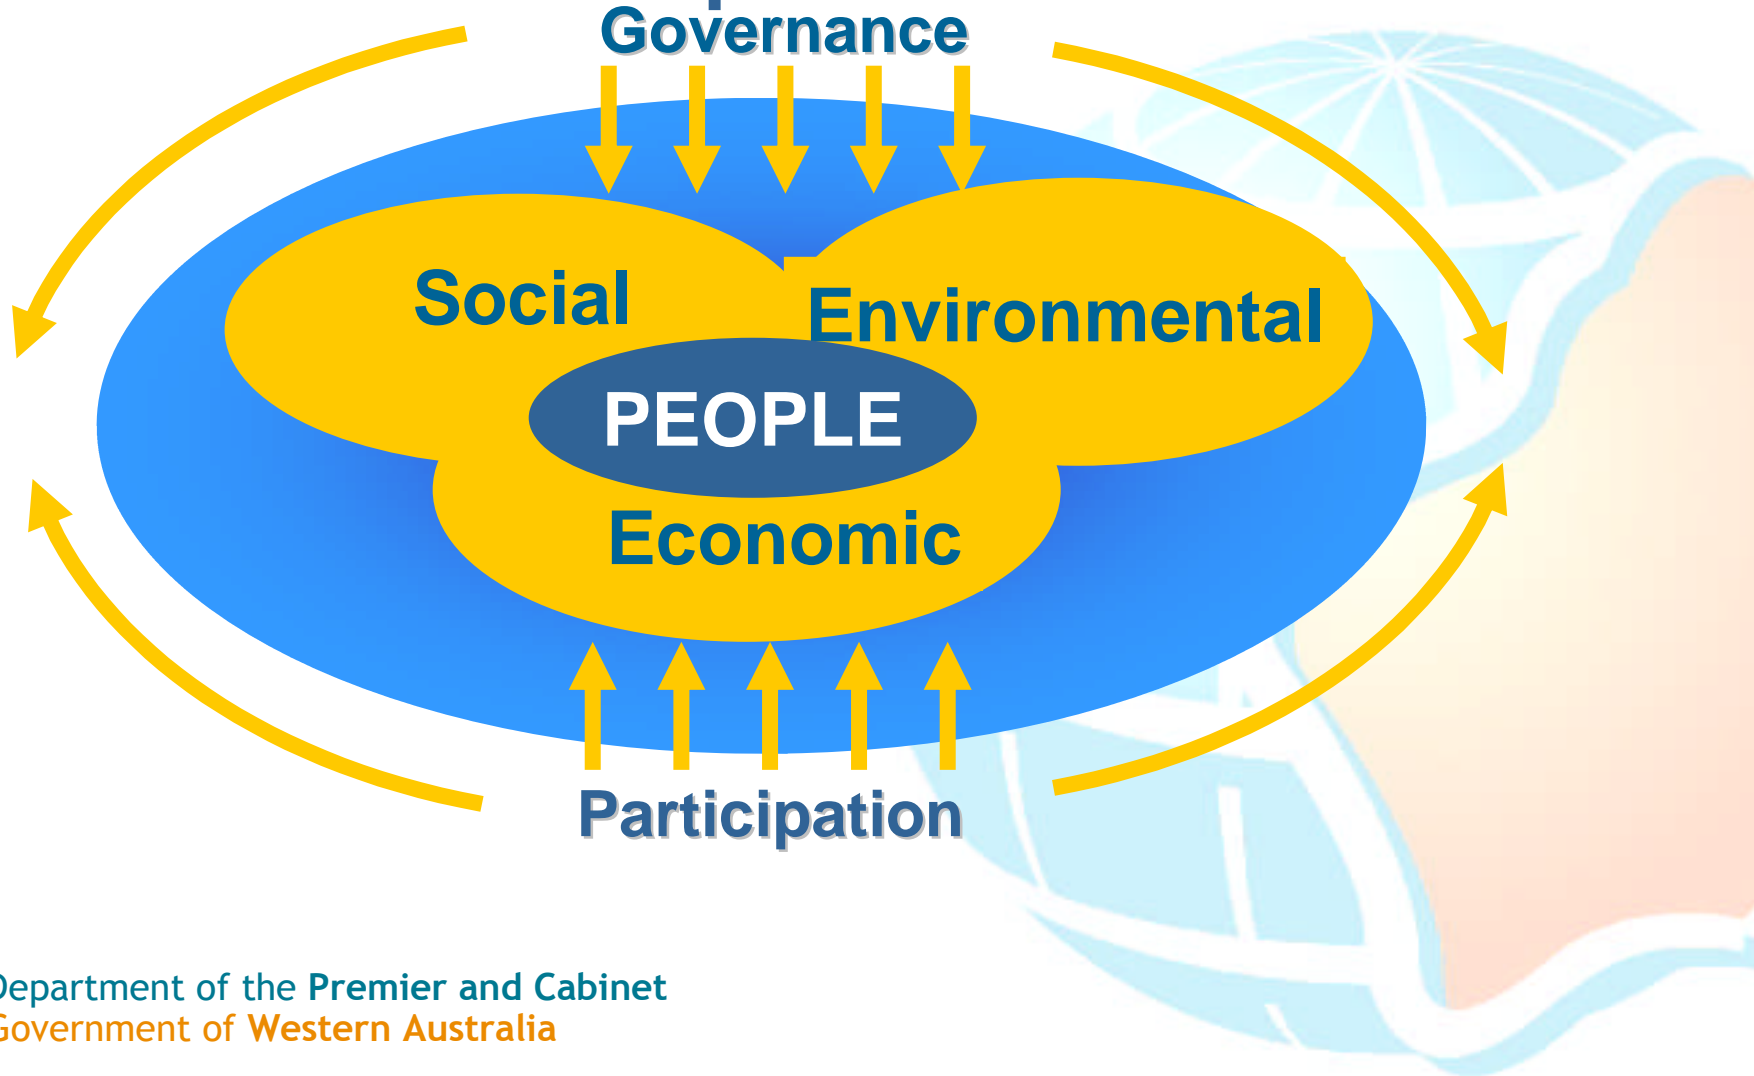 Governance
Social
Environmental
PEOPLE
Economic
Participation
Department of the Premier and Cabinet
Government of Western Australia